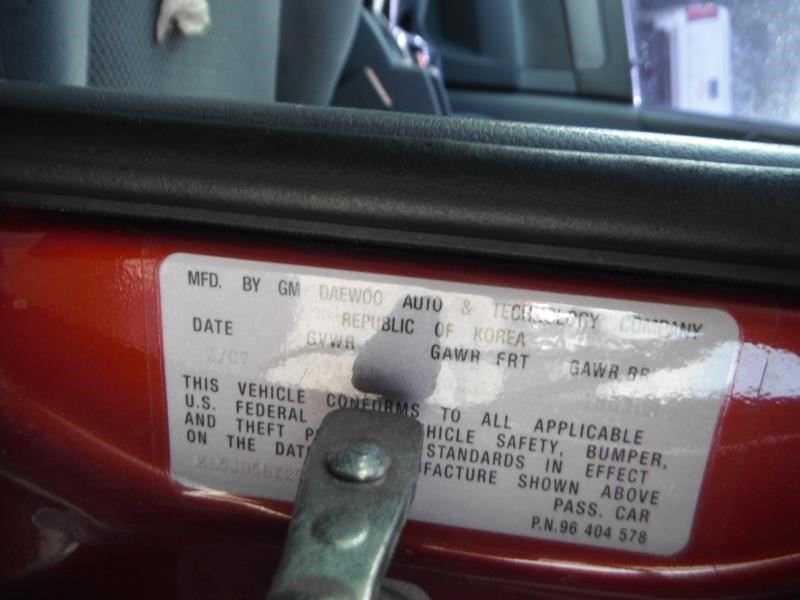 MFD. BY GM DAEWOO AUTO & TECHNOLOGY COMPANY
REPUBLIC OF KOREA
DATE GVWR GAWR FRT GAWR RR
2/07
THIS VEHICLE CONFORMS TO ALL APPLICABLE
U.S. FEDERAL VEHICLE SAFETY, BUMPER,
AND THEFT STANDARDS IN EFFECT
ON THE SHOWN ABOVE
PASS. CAR
P.N.96 404 578